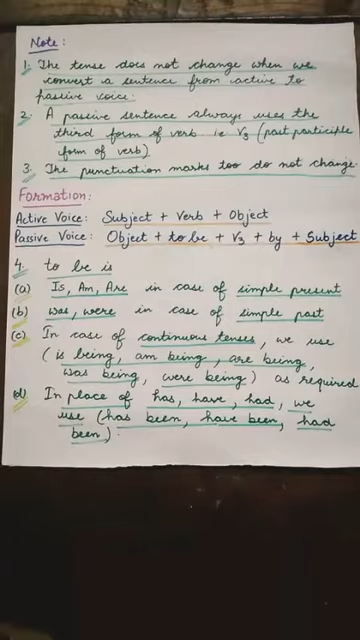 Note:
1. The tense does not change when we
convert a sentence from active to
passive voice.
2. A passive sentence always uses the
third form of verb ie V3 (past participle
form of verb)
3. The punctuation marks too do not change.
Formation:
Active Voice: Subject + Verb + Object
Passive Voice: Object + to be + V3 + by + Subject
4. to be is
(a) Is, Am, Are in case of simple present
(b) was, were in case of simple past
(c) In case of continuous tenses, we use
(is being, am being, are being,
was being, were being) as required
(d) In place of has, have, had, we
use (has been, have been, had
been).